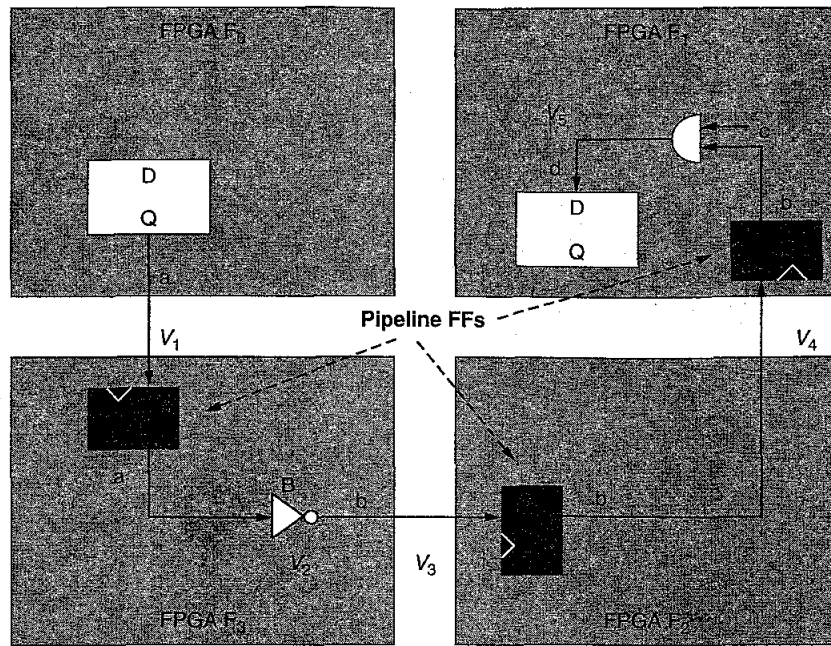 FPGA F₀
FPGA F₁
D
Q
a
V₅
c
d
D
Q
b
Pipeline FFs
V₁
V₄
a
B
b
V₂
V₃
b
FPGA F₃
FPGA F₂